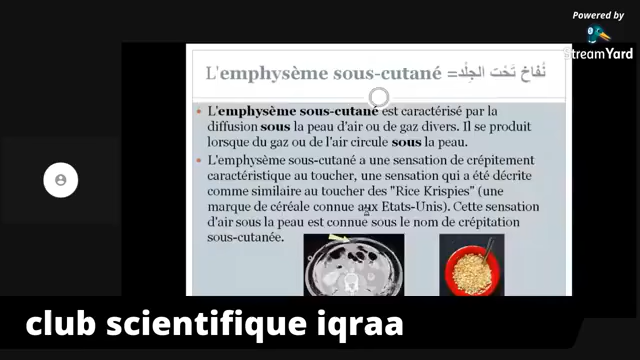 Powered by
StreamYard
L'emphysème sous-cutané =نُفاخ تَحْت الجِلْد
L'emphysème sous-cutané est caractérisé par la
diffusion sous la peau d'air ou de gaz divers. Il se produit
lorsque du gaz ou de l'air circule sous la peau.
L'emphysème sous-cutané a une sensation de crépitement
caractéristique au toucher, une sensation qui a été décrite
comme similaire au toucher des "Rice Krispies" (une
marque de céréale connue aux Etats-Unis). Cette sensation
d'air sous la peau est connue sous le nom de crépitation
sous-cutanée.
club scientifique iqraa